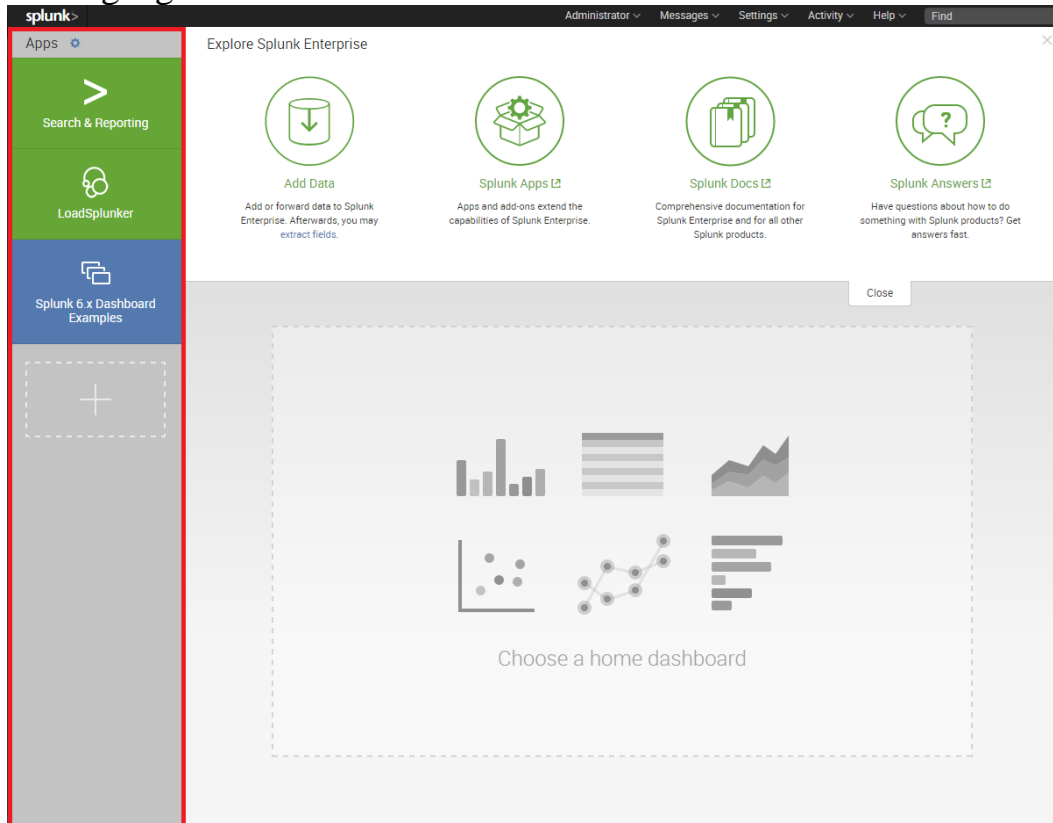 splunk> Administrator Messages Settings Activity Help Find
Apps
Explore Splunk Enterprise
>
Search & Reporting
LoadSplunker
Splunk 6.x Dashboard
Examples
Add Data
Add or forward data to Splunk
Enterprise. Afterwards, you may
extract fields.
Splunk Apps
Apps and add-ons extend the
capabilities of Splunk Enterprise.
Splunk Docs
Comprehensive documentation for
Splunk Enterprise and for all other
Splunk products.
?
Splunk Answers
Have questions about how to do
something with Splunk products? Get
answers fast.
Close
Choose a home dashboard